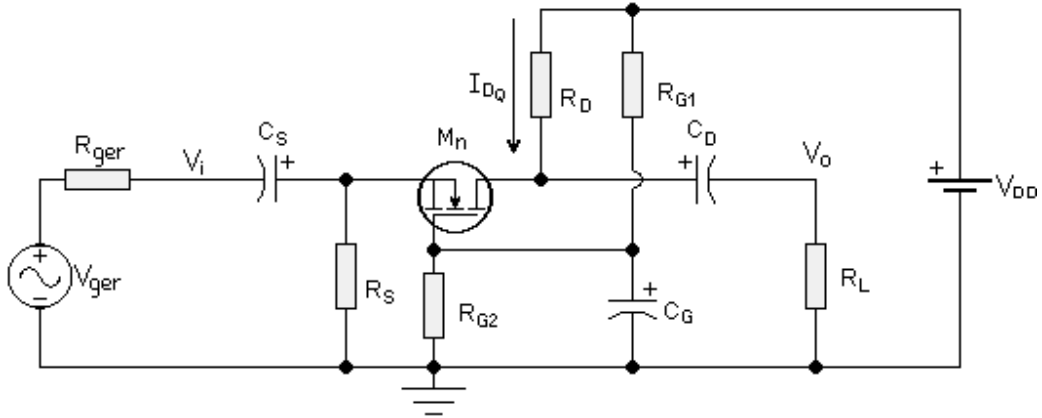 I_DQ
R_D
R_G1
R_ger
V_i
C_S
+
M_n
+
C_D
V_o
+
V_DD
+
−
V_ger
R_S
R_G2
+
C_G
R_L